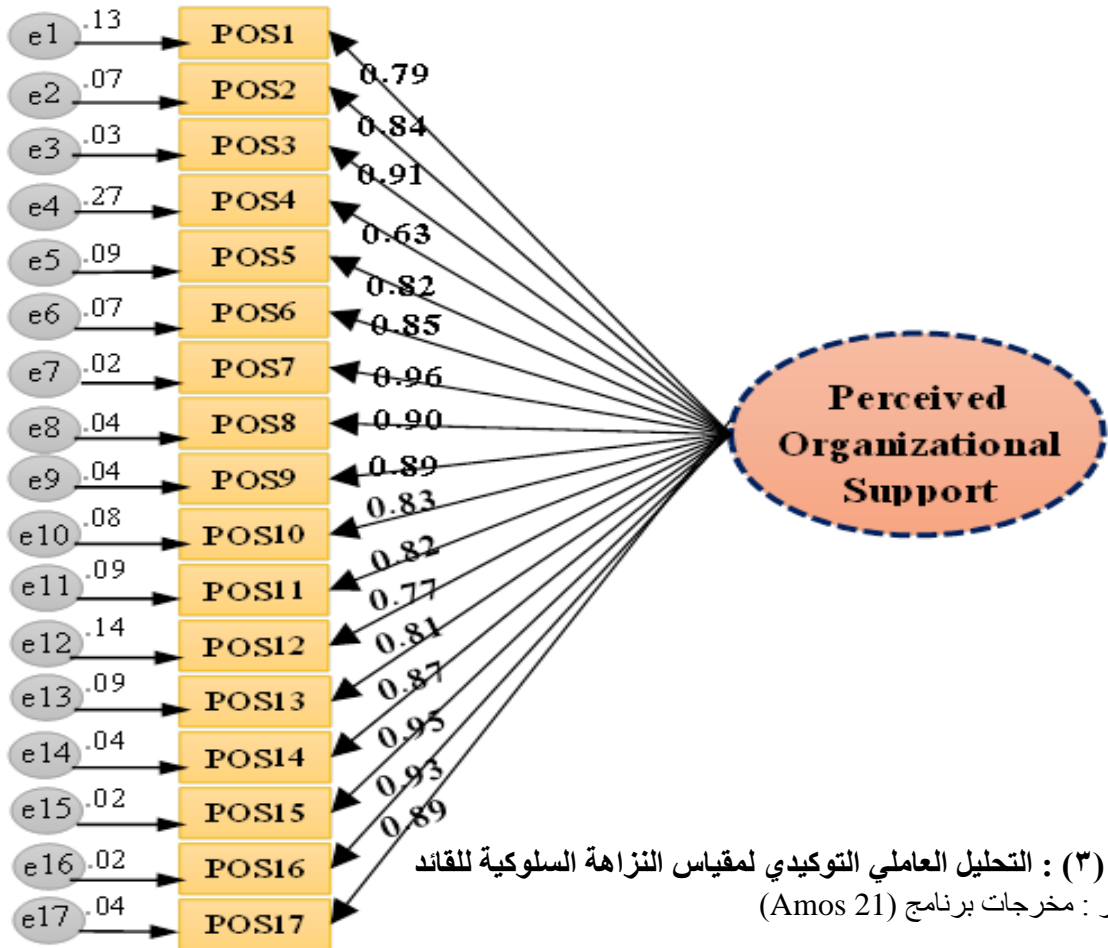 e1 .13 POS1
e2 .07 POS2
e3 .03 POS3
e4 .27 POS4
e5 .09 POS5
e6 .07 POS6
e7 .02 POS7
e8 .04 POS8
e9 .04 POS9
e10 .08 POS10
e11 .09 POS11
e12 .14 POS12
e13 .09 POS13
e14 .04 POS14
e15 .02 POS15
e16 .02 POS16
e17 .04 POS17
0.79
0.84
0.91
0.63
0.82
0.85
0.96
0.90
0.89
0.83
0.82
0.77
0.81
0.87
0.95
0.93
0.89
Perceived
Organizational
Support
(٣) : التحليل العاملي التوكيدي لمقياس النزاهة السلوكية للقائد
ر : مخرجات برنامج (Amos 21)